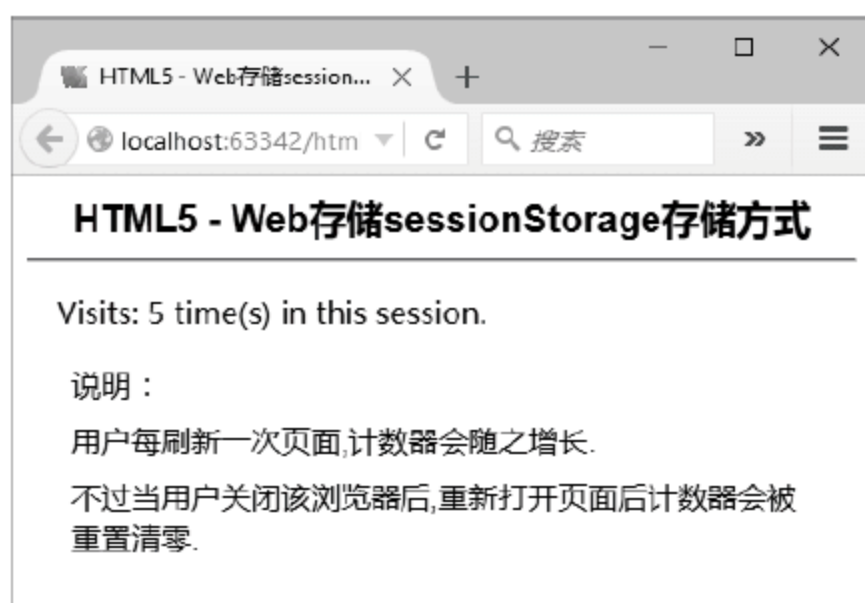 HTML5 - Web存储session...
localhost:63342/htm
搜索
HTML5 - Web存储sessionStorage存储方式
Visits: 5 time(s) in this session.
说明：
用户每刷新一次页面,计数器会随之增长.
不过当用户关闭该浏览器后,重新打开页面后计数器会被
重置清零.